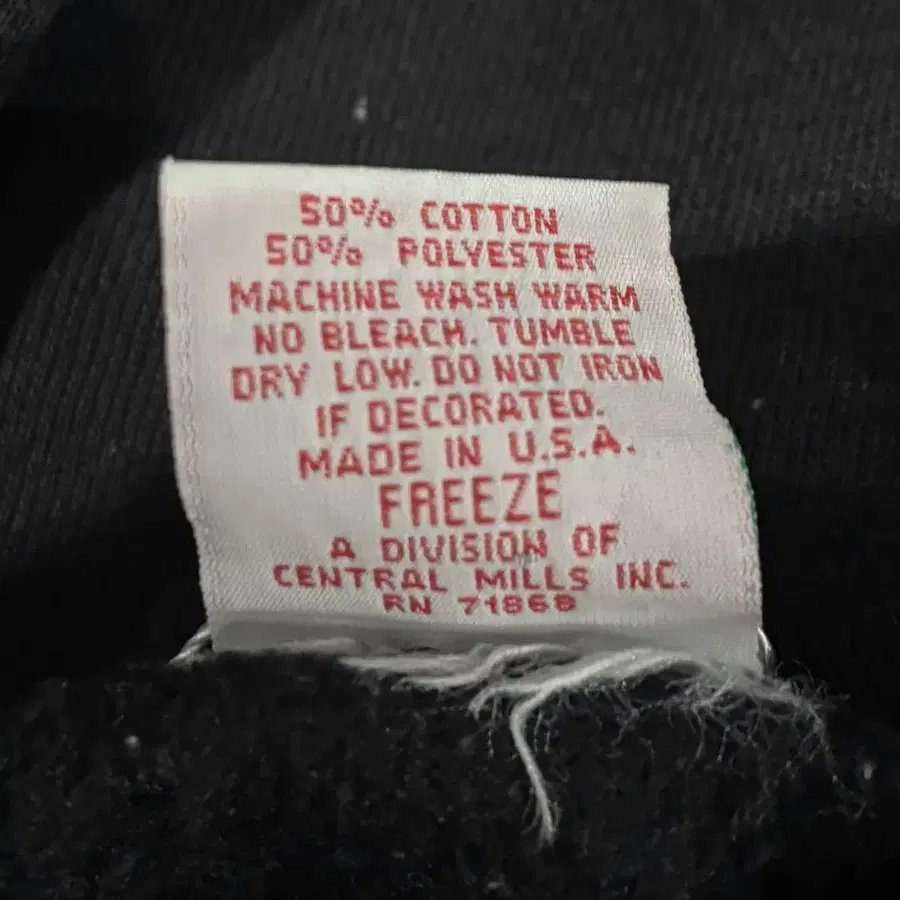 50% COTTON
50% POLYESTER
MACHINE WASH WARM
NO BLEACH. TUMBLE
DRY LOW. DO NOT IRON
IF DECORATED.
MADE IN U.S.A.
FREEZE
A DIVISION OF
CENTRAL MILLS INC.
RN 71868